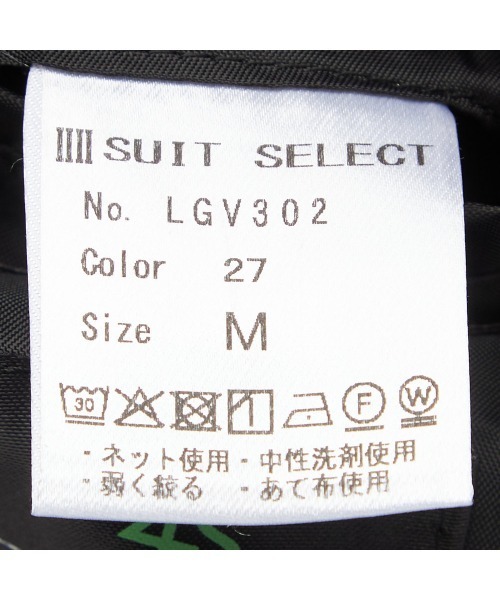 SUIT SELECT
No. LGV302
Color 27
Size M
30 F W
・ネット使用・中性洗剤使用
・弱く絞る ・あて布使用